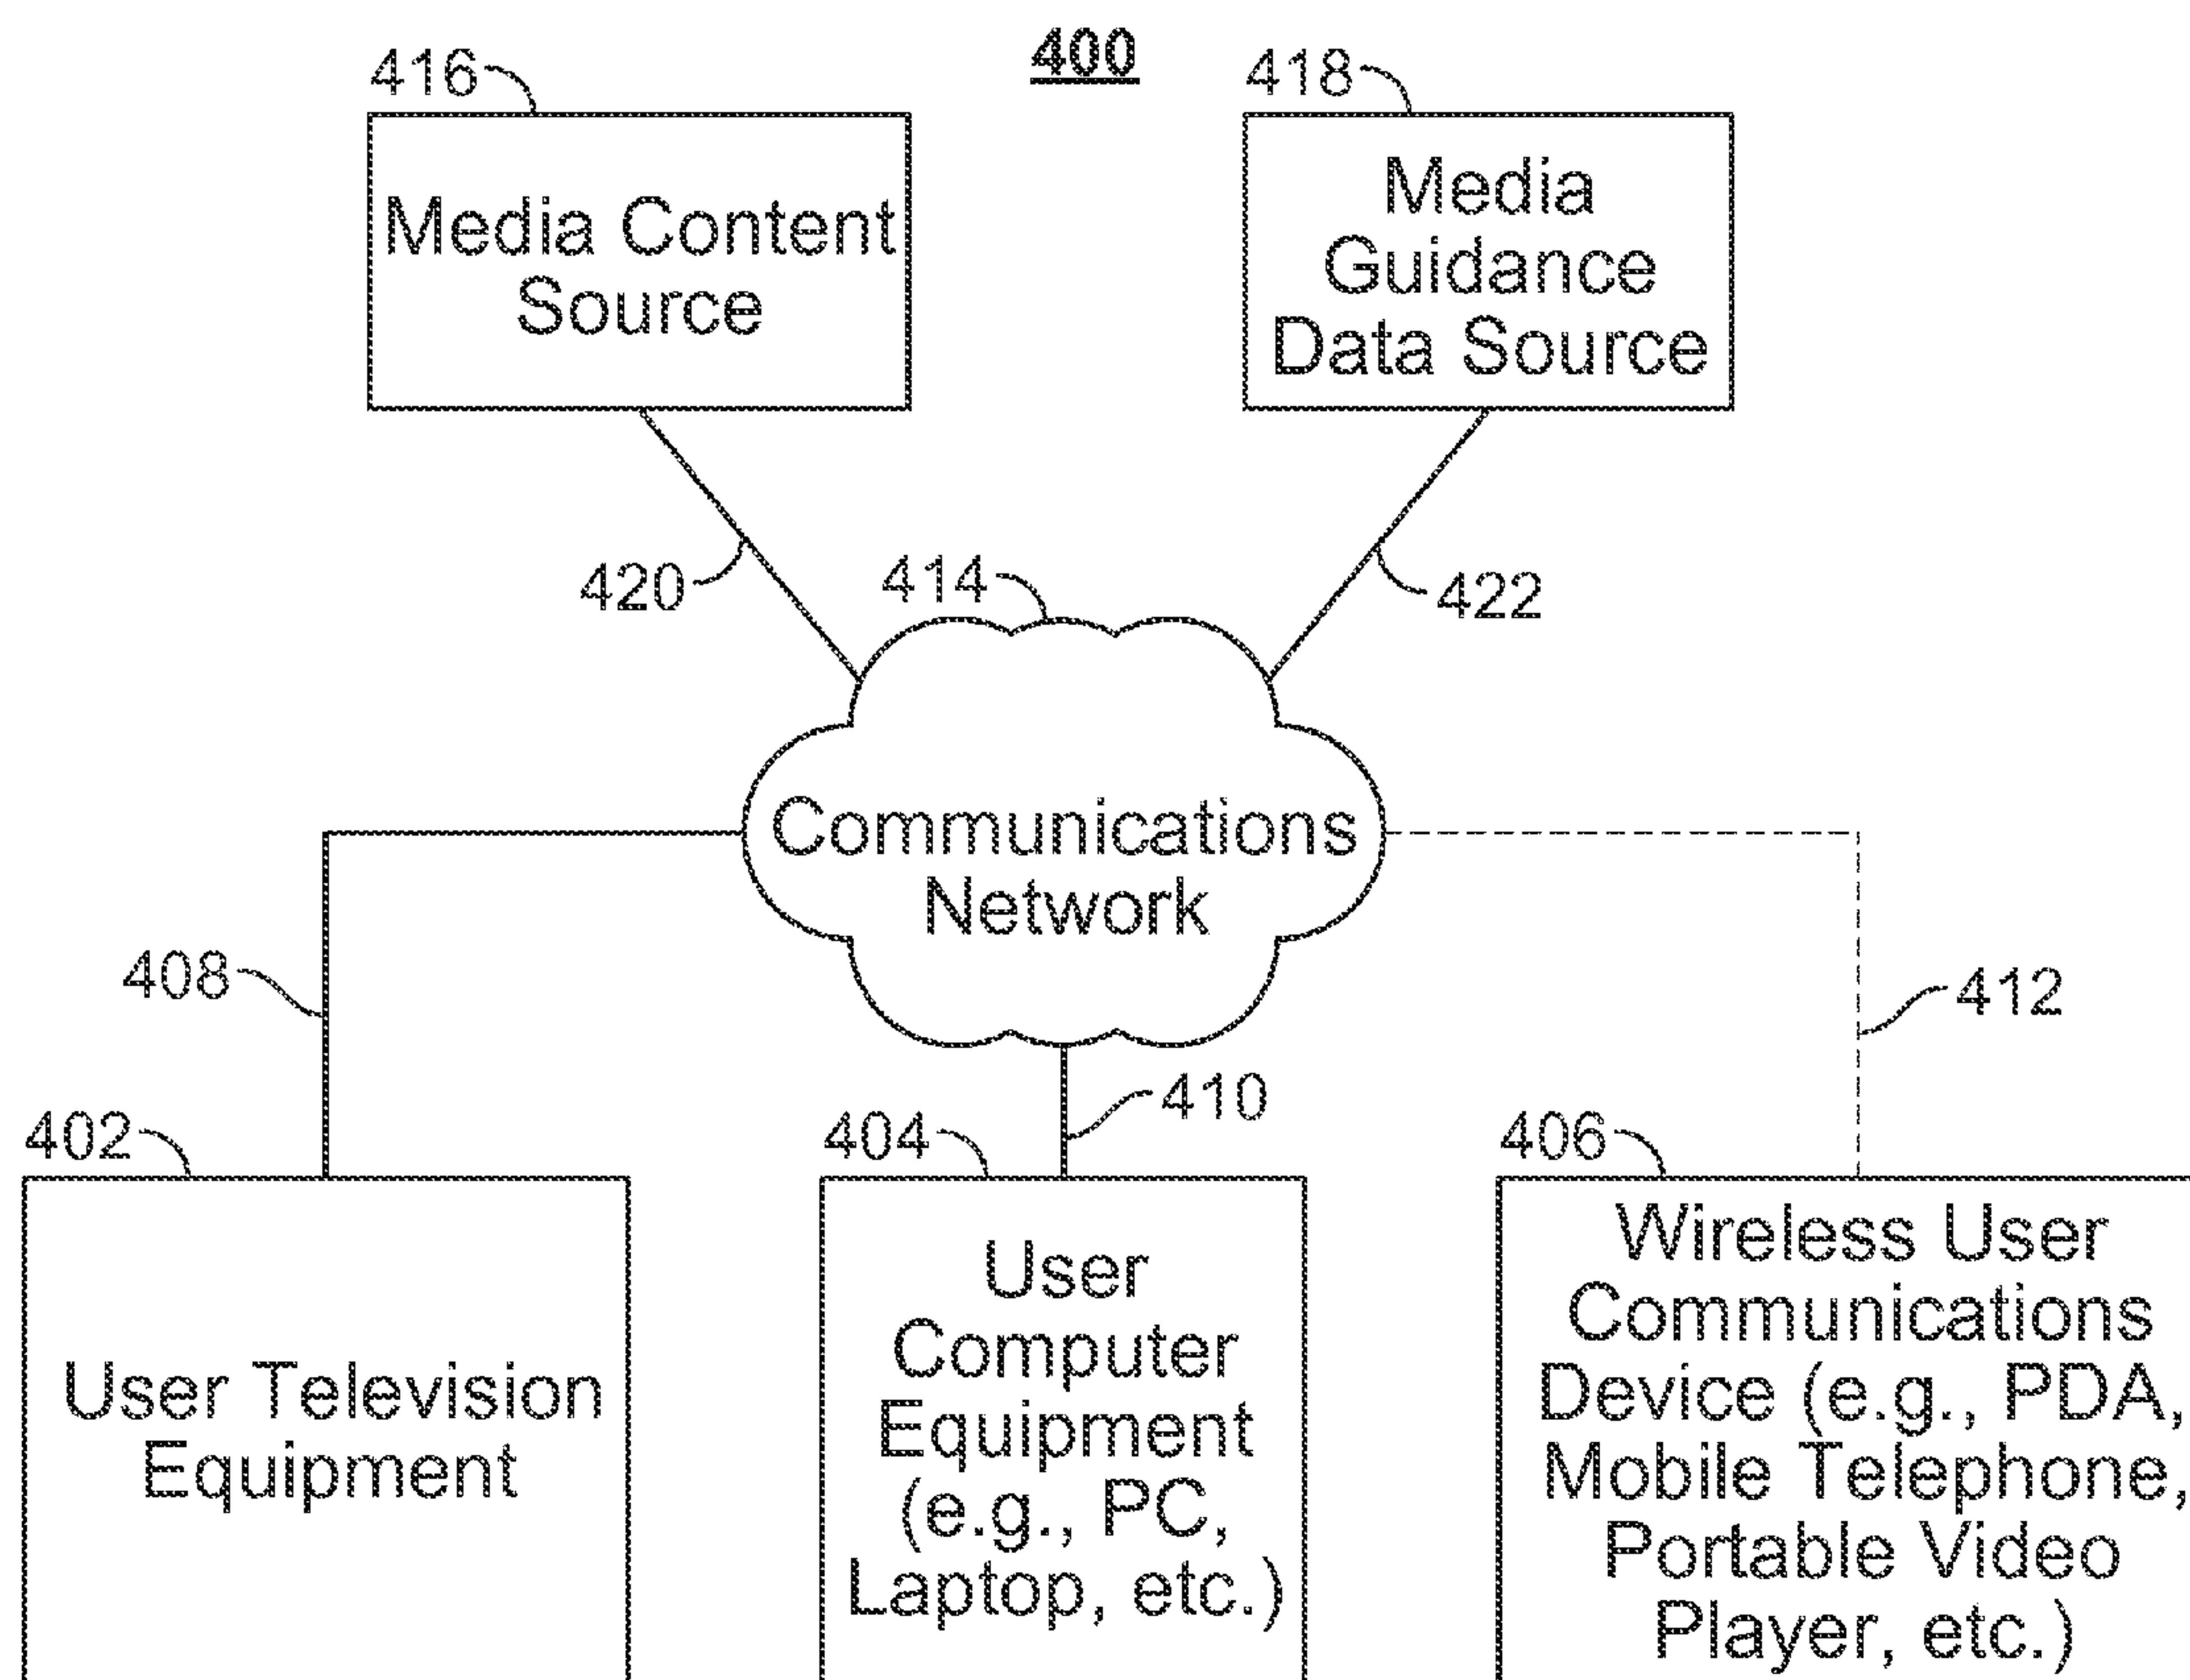 400
416
418
Media Content
Source
Media
Guidance
Data Source
420
414
422
Communications
Network
408
412
410
402
404
406
User Television
Equipment
User
Computer
Equipment
(e.g., PC,
Laptop, etc.)
Wireless User
Communications
Device (e.g., PDA,
Mobile Telephone,
Portable Video
Player, etc.)